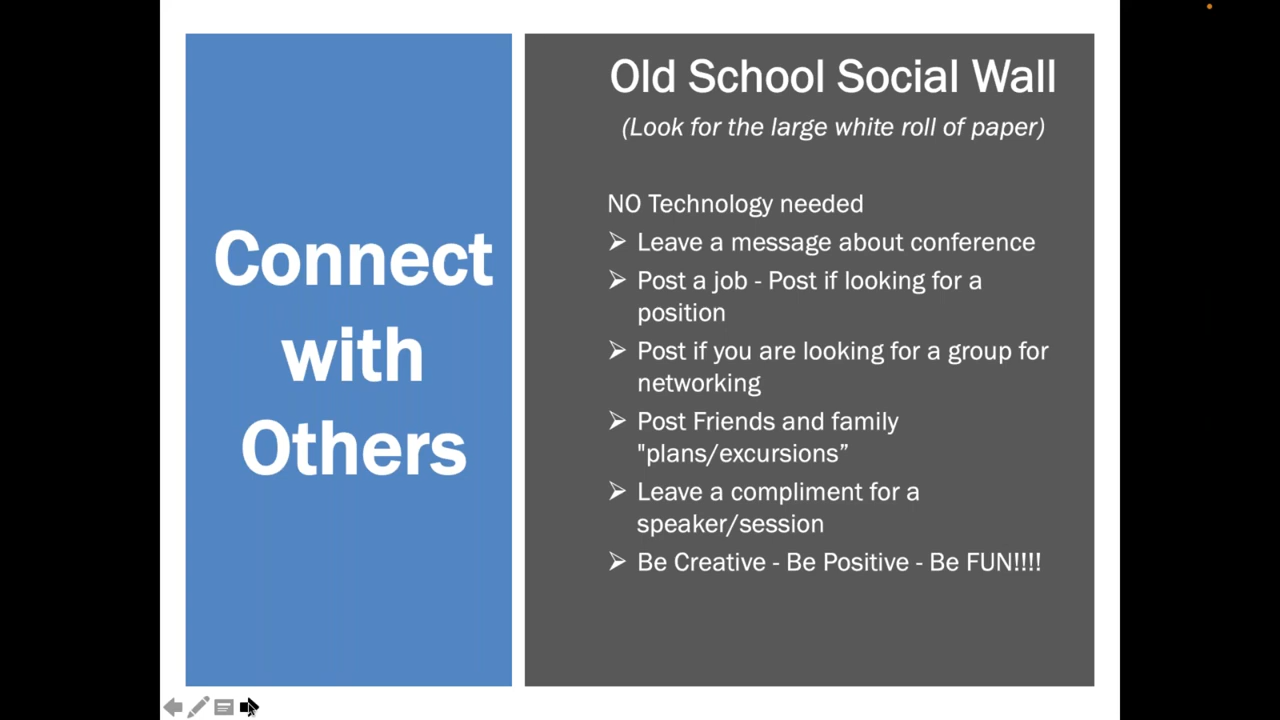 Connect
with
Others
Old School Social Wall
(Look for the large white roll of paper)
NO Technology needed
➢ Leave a message about conference
➢ Post a job - Post if looking for a
position
➢ Post if you are looking for a group for
networking
➢ Post Friends and family
"plans/excursions”
➢ Leave a compliment for a
speaker/session
➢ Be Creative - Be Positive - Be FUN!!!!